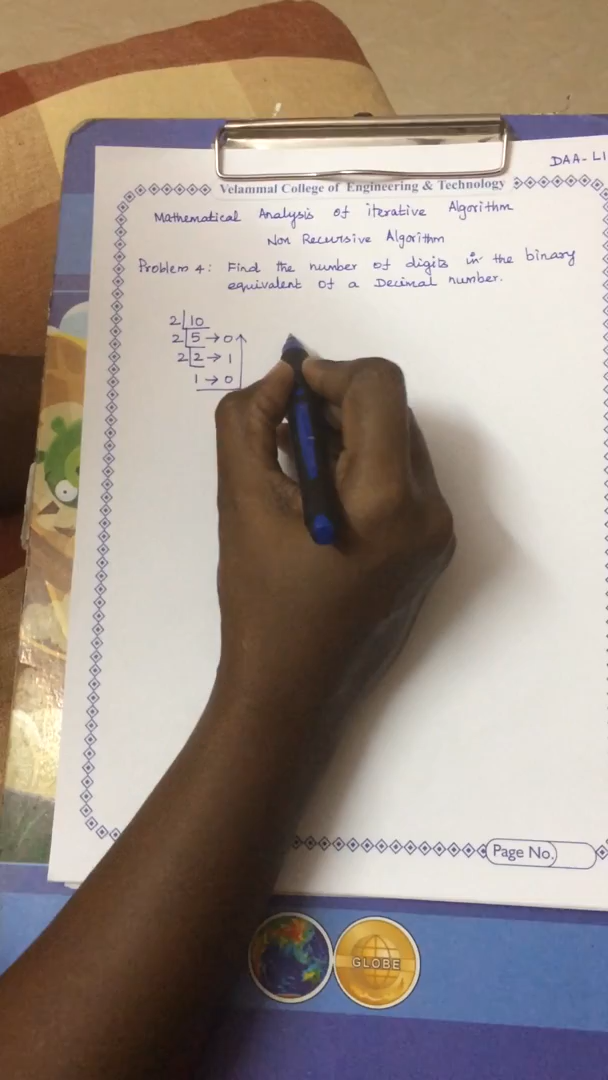 DAA-L1
Velammal College of Engineering & Technology
Mathematical Analysis of iterative Algorithm
Non Recursive Algorithm
Problem 4: Find the number of digits in the binary
equivalent of a Decimal number.
2 10
2 5 → 0
2 2 → 1
1 → 0
Page No.
GLOBE